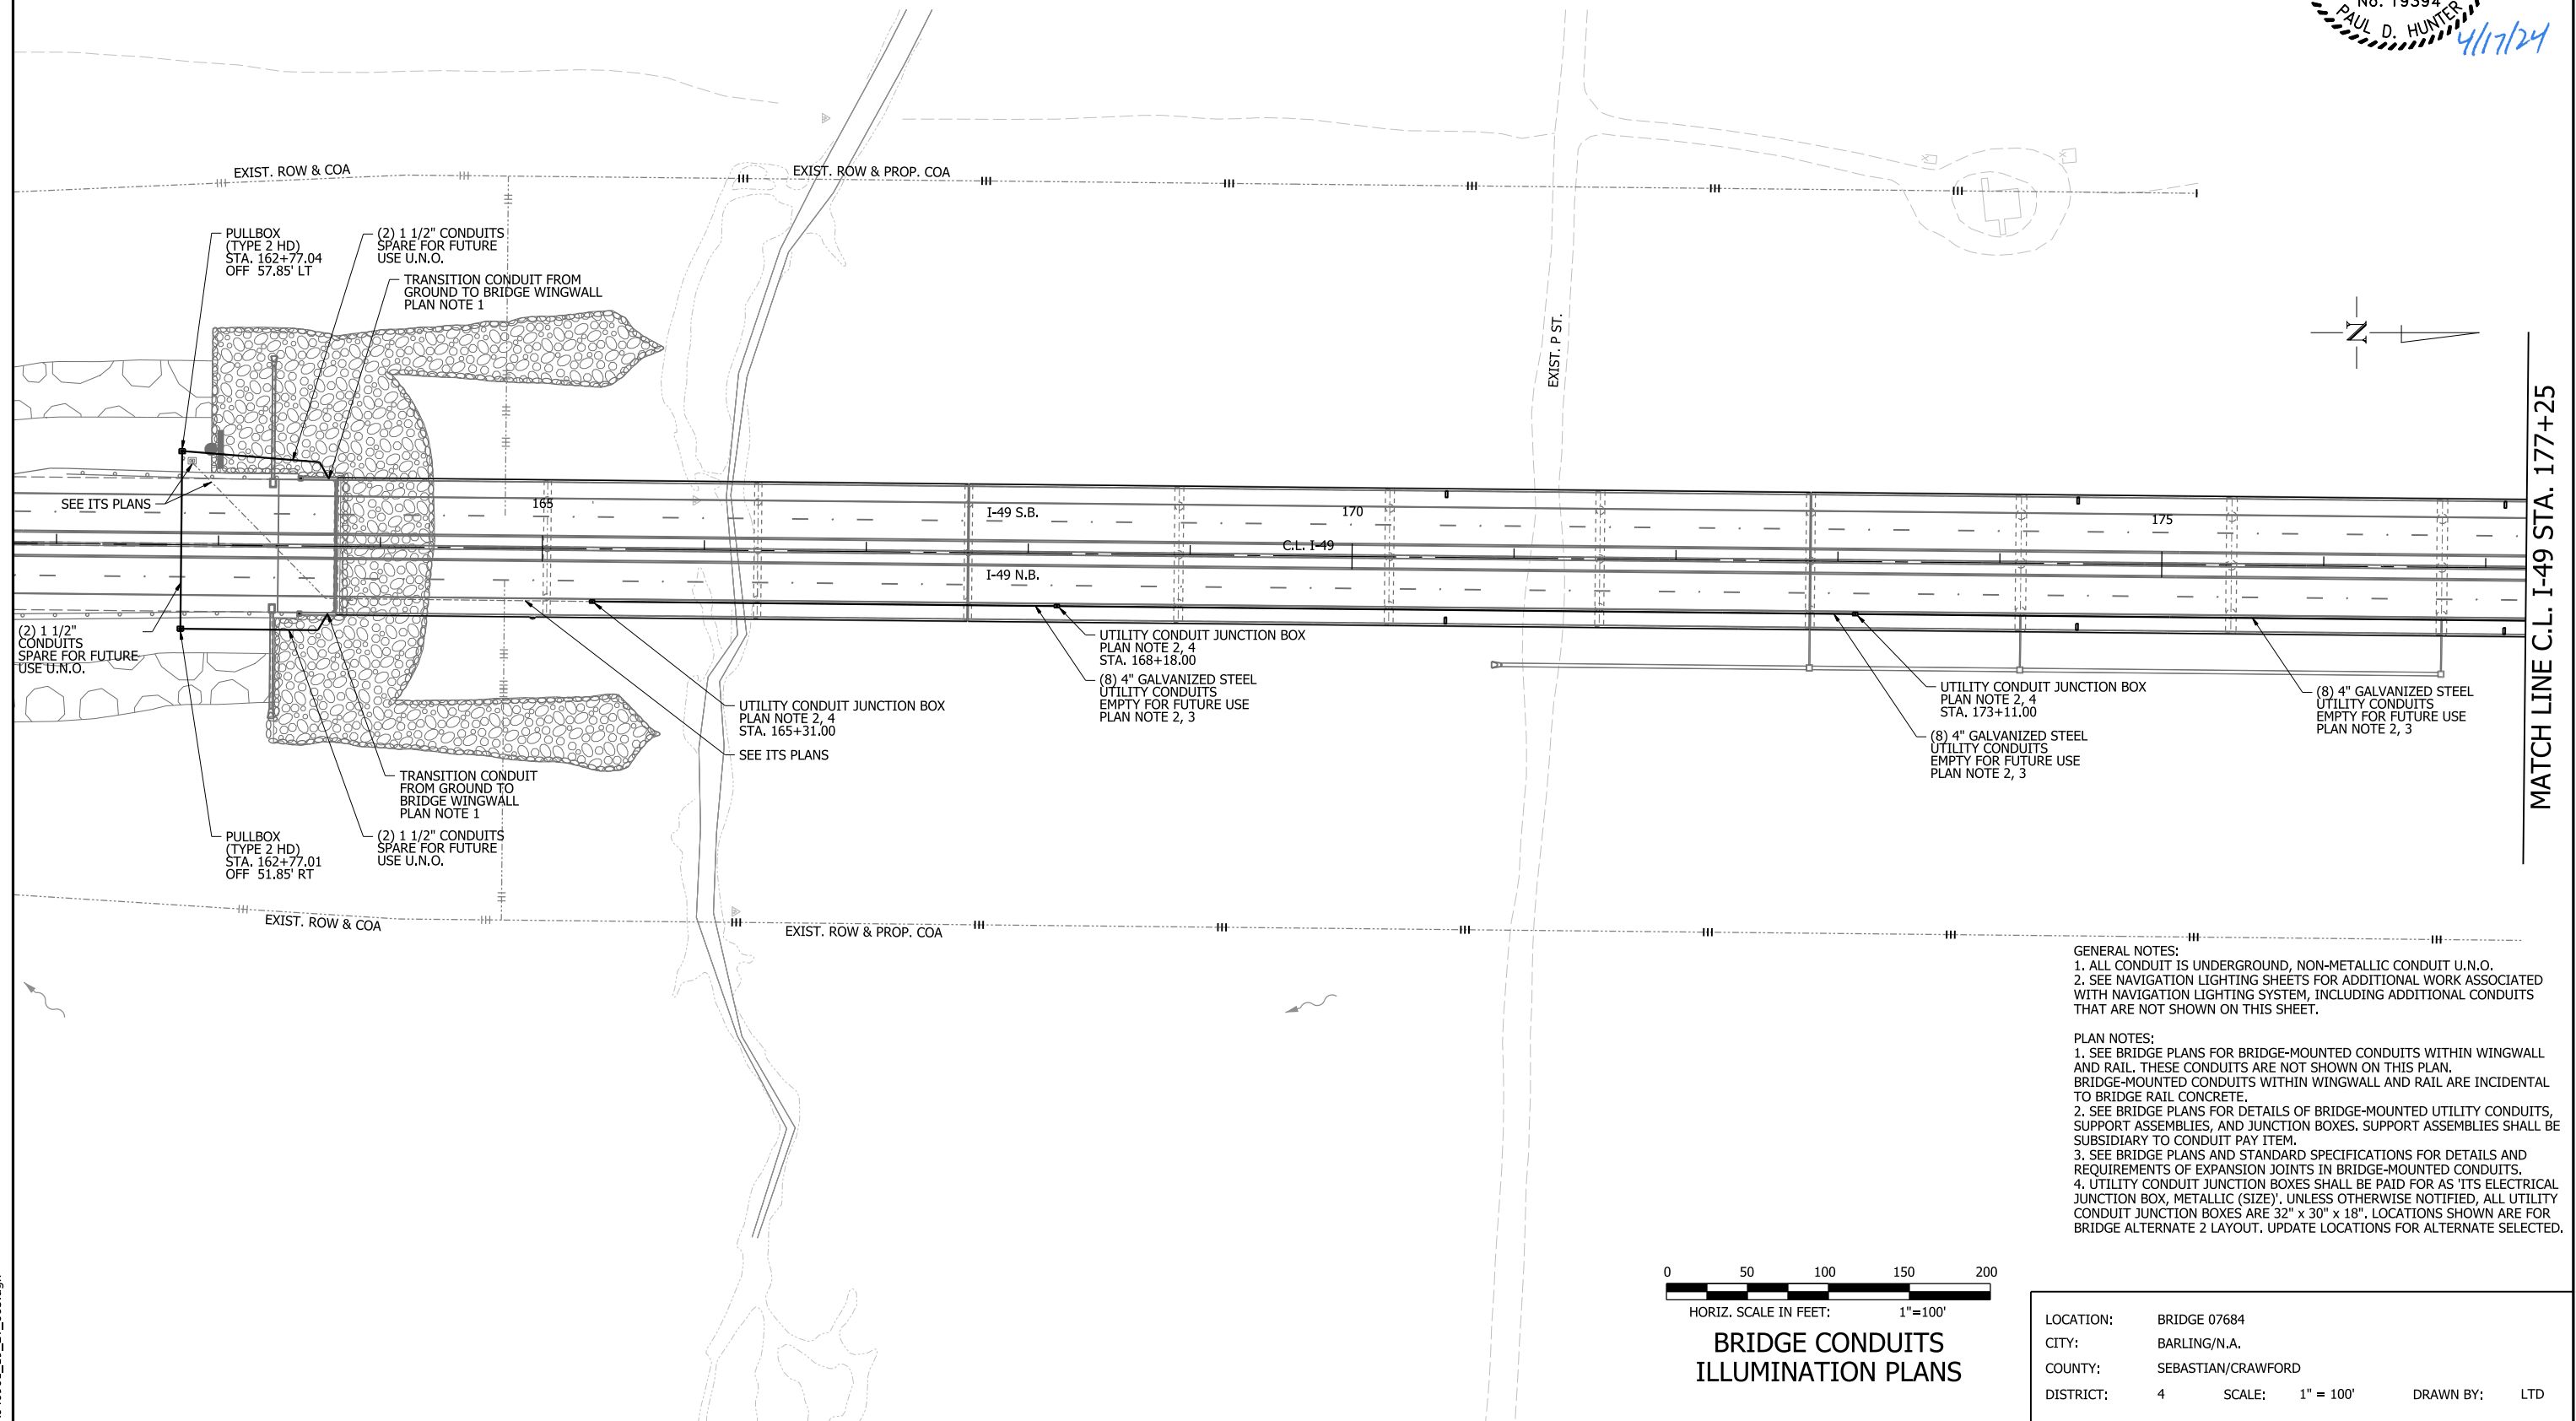 No. 19394
PAUL D. HUNTER
4/17/24
EXIST. ROW & COA
EXIST. ROW & PROP. COA
PULLBOX
(TYPE 2 HD)
STA. 162+77.04
OFF 57.85' LT
(2) 1 1/2" CONDUITS
SPARE FOR FUTURE
USE U.N.O.
TRANSITION CONDUIT FROM
GROUND TO BRIDGE WINGWALL
PLAN NOTE 1
EXIST. P ST.
N
MATCH LINE C.L. I-49 STA. 177+25
SEE ITS PLANS
165
I-49 S.B.
170
175
C.L. I-49
I-49 N.B.
(2) 1 1/2"
CONDUITS
SPARE FOR FUTURE
USE U.N.O.
UTILITY CONDUIT JUNCTION BOX
PLAN NOTE 2, 4
STA. 168+18.00
(8) 4" GALVANIZED STEEL
UTILITY CONDUITS
EMPTY FOR FUTURE USE
PLAN NOTE 2, 3
UTILITY CONDUIT JUNCTION BOX
PLAN NOTE 2, 4
STA. 165+31.00
SEE ITS PLANS
UTILITY CONDUIT JUNCTION BOX
PLAN NOTE 2, 4
STA. 173+11.00
(8) 4" GALVANIZED STEEL
UTILITY CONDUITS
EMPTY FOR FUTURE USE
PLAN NOTE 2, 3
(8) 4" GALVANIZED STEEL
UTILITY CONDUITS
EMPTY FOR FUTURE USE
PLAN NOTE 2, 3
TRANSITION CONDUIT
FROM GROUND TO
BRIDGE WINGWALL
PLAN NOTE 1
PULLBOX
(TYPE 2 HD)
STA. 162+77.01
OFF 51.85' RT
(2) 1 1/2" CONDUITS
SPARE FOR FUTURE
USE U.N.O.
EXIST. ROW & COA
EXIST. ROW & PROP. COA
GENERAL NOTES:
1. ALL CONDUIT IS UNDERGROUND, NON-METALLIC CONDUIT U.N.O.
2. SEE NAVIGATION LIGHTING SHEETS FOR ADDITIONAL WORK ASSOCIATED
WITH NAVIGATION LIGHTING SYSTEM, INCLUDING ADDITIONAL CONDUITS
THAT ARE NOT SHOWN ON THIS SHEET.
PLAN NOTES:
1. SEE BRIDGE PLANS FOR BRIDGE-MOUNTED CONDUITS WITHIN WINGWALL
AND RAIL. THESE CONDUITS ARE NOT SHOWN ON THIS PLAN.
BRIDGE-MOUNTED CONDUITS WITHIN WINGWALL AND RAIL ARE INCIDENTAL
TO BRIDGE RAIL CONCRETE.
2. SEE BRIDGE PLANS FOR DETAILS OF BRIDGE-MOUNTED UTILITY CONDUITS,
SUPPORT ASSEMBLIES, AND JUNCTION BOXES. SUPPORT ASSEMBLIES SHALL BE
SUBSIDIARY TO CONDUIT PAY ITEM.
3. SEE BRIDGE PLANS AND STANDARD SPECIFICATIONS FOR DETAILS AND
REQUIREMENTS OF EXPANSION JOINTS IN BRIDGE-MOUNTED CONDUITS.
4. UTILITY CONDUIT JUNCTION BOXES SHALL BE PAID FOR AS 'ITS ELECTRICAL
JUNCTION BOX, METALLIC (SIZE)'. UNLESS OTHERWISE NOTIFIED, ALL UTILITY
CONDUIT JUNCTION BOXES ARE 32" x 30" x 18". LOCATIONS SHOWN ARE FOR
BRIDGE ALTERNATE 2 LAYOUT. UPDATE LOCATIONS FOR ALTERNATE SELECTED.
0 50 100 150 200
HORIZ. SCALE IN FEET: 1"=100'
BRIDGE CONDUITS
ILLUMINATION PLANS
LOCATION: BRIDGE 07684
CITY: BARLING/N.A.
COUNTY: SEBASTIAN/CRAWFORD
DISTRICT: 4 SCALE: 1" = 100' DRAWN BY: LTD